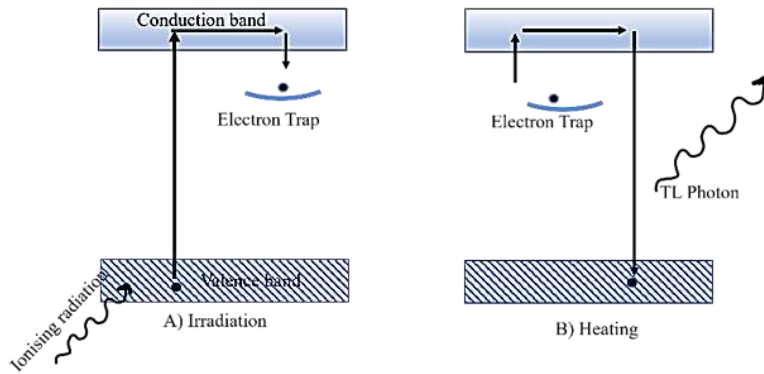 Conduction band
Electron Trap
Ionising radiation
Valence band
A) Irradiation
Electron Trap
TL Photon
B) Heating